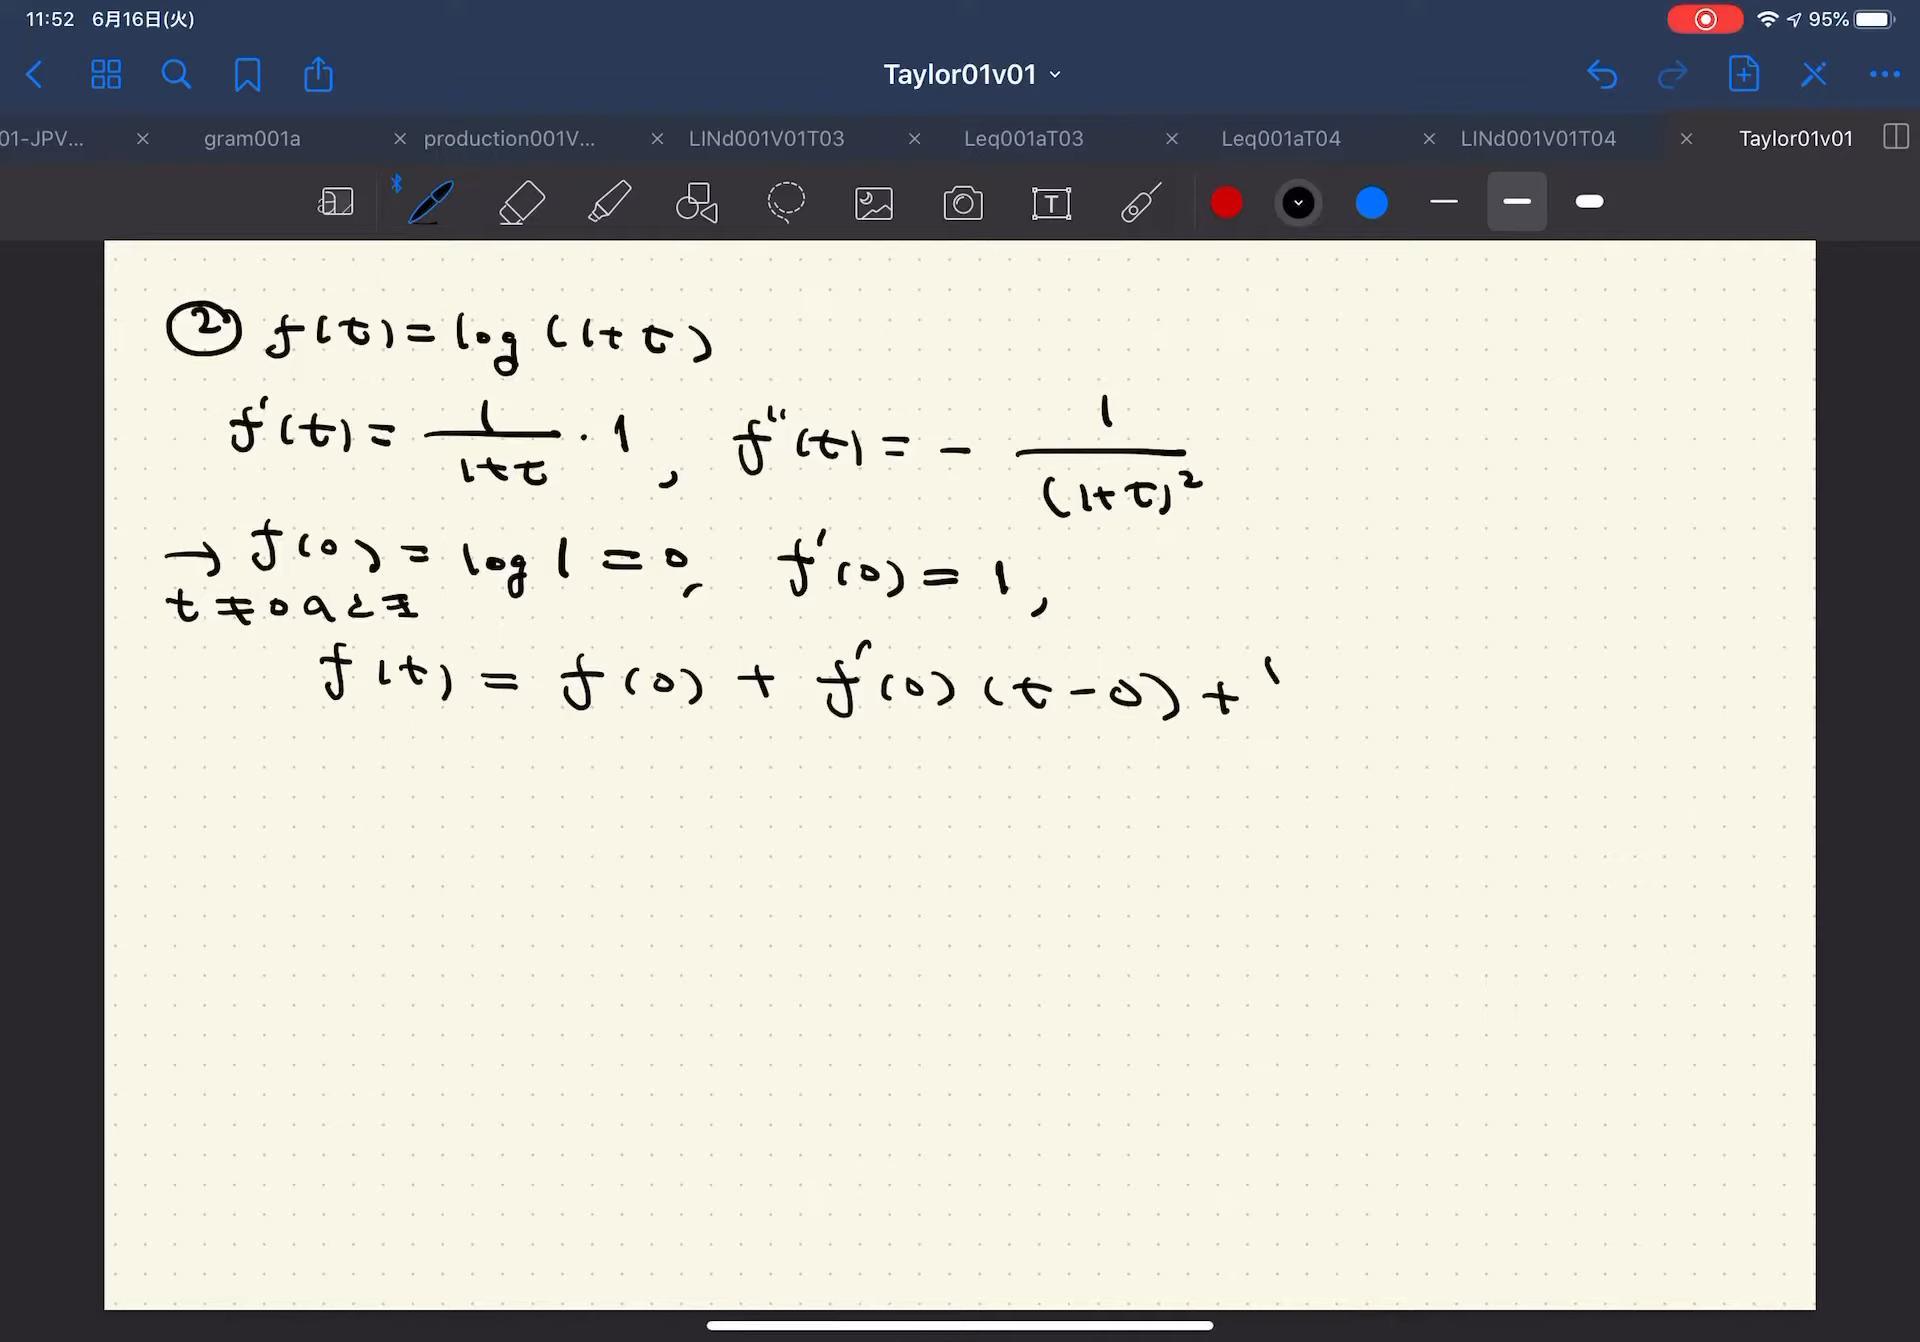 11:52 6月16日(火) 95%
Taylor01v01
01-JPV... gram001a production001V... LINd001V01T03 Leq001aT03 Leq001aT04 LINd001V01T04 Taylor01v01
② f(t) = log(1+t)
f'(t) = 1/(1+t) · 1, f''(t) = - 1/(1+t)²
→ f(0) = log 1 = 0, f'(0) = 1,
t≠0のとき
f(t) = f(0) + f'(0)(t-0) +